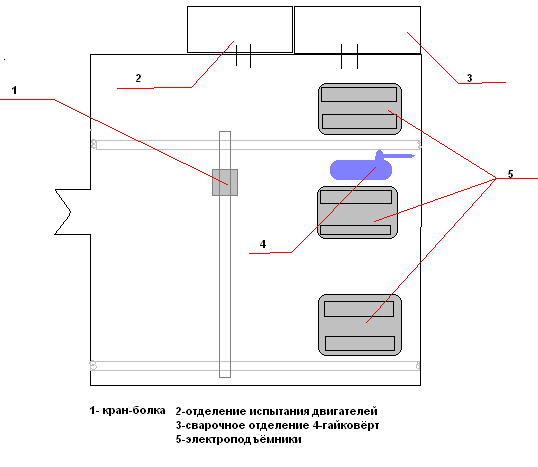 2
3
1
5
4
1- кран-болка 2-отделение испытания двигателей
3-сварочное отделение 4-гайковёрт
5-электроподъёмники